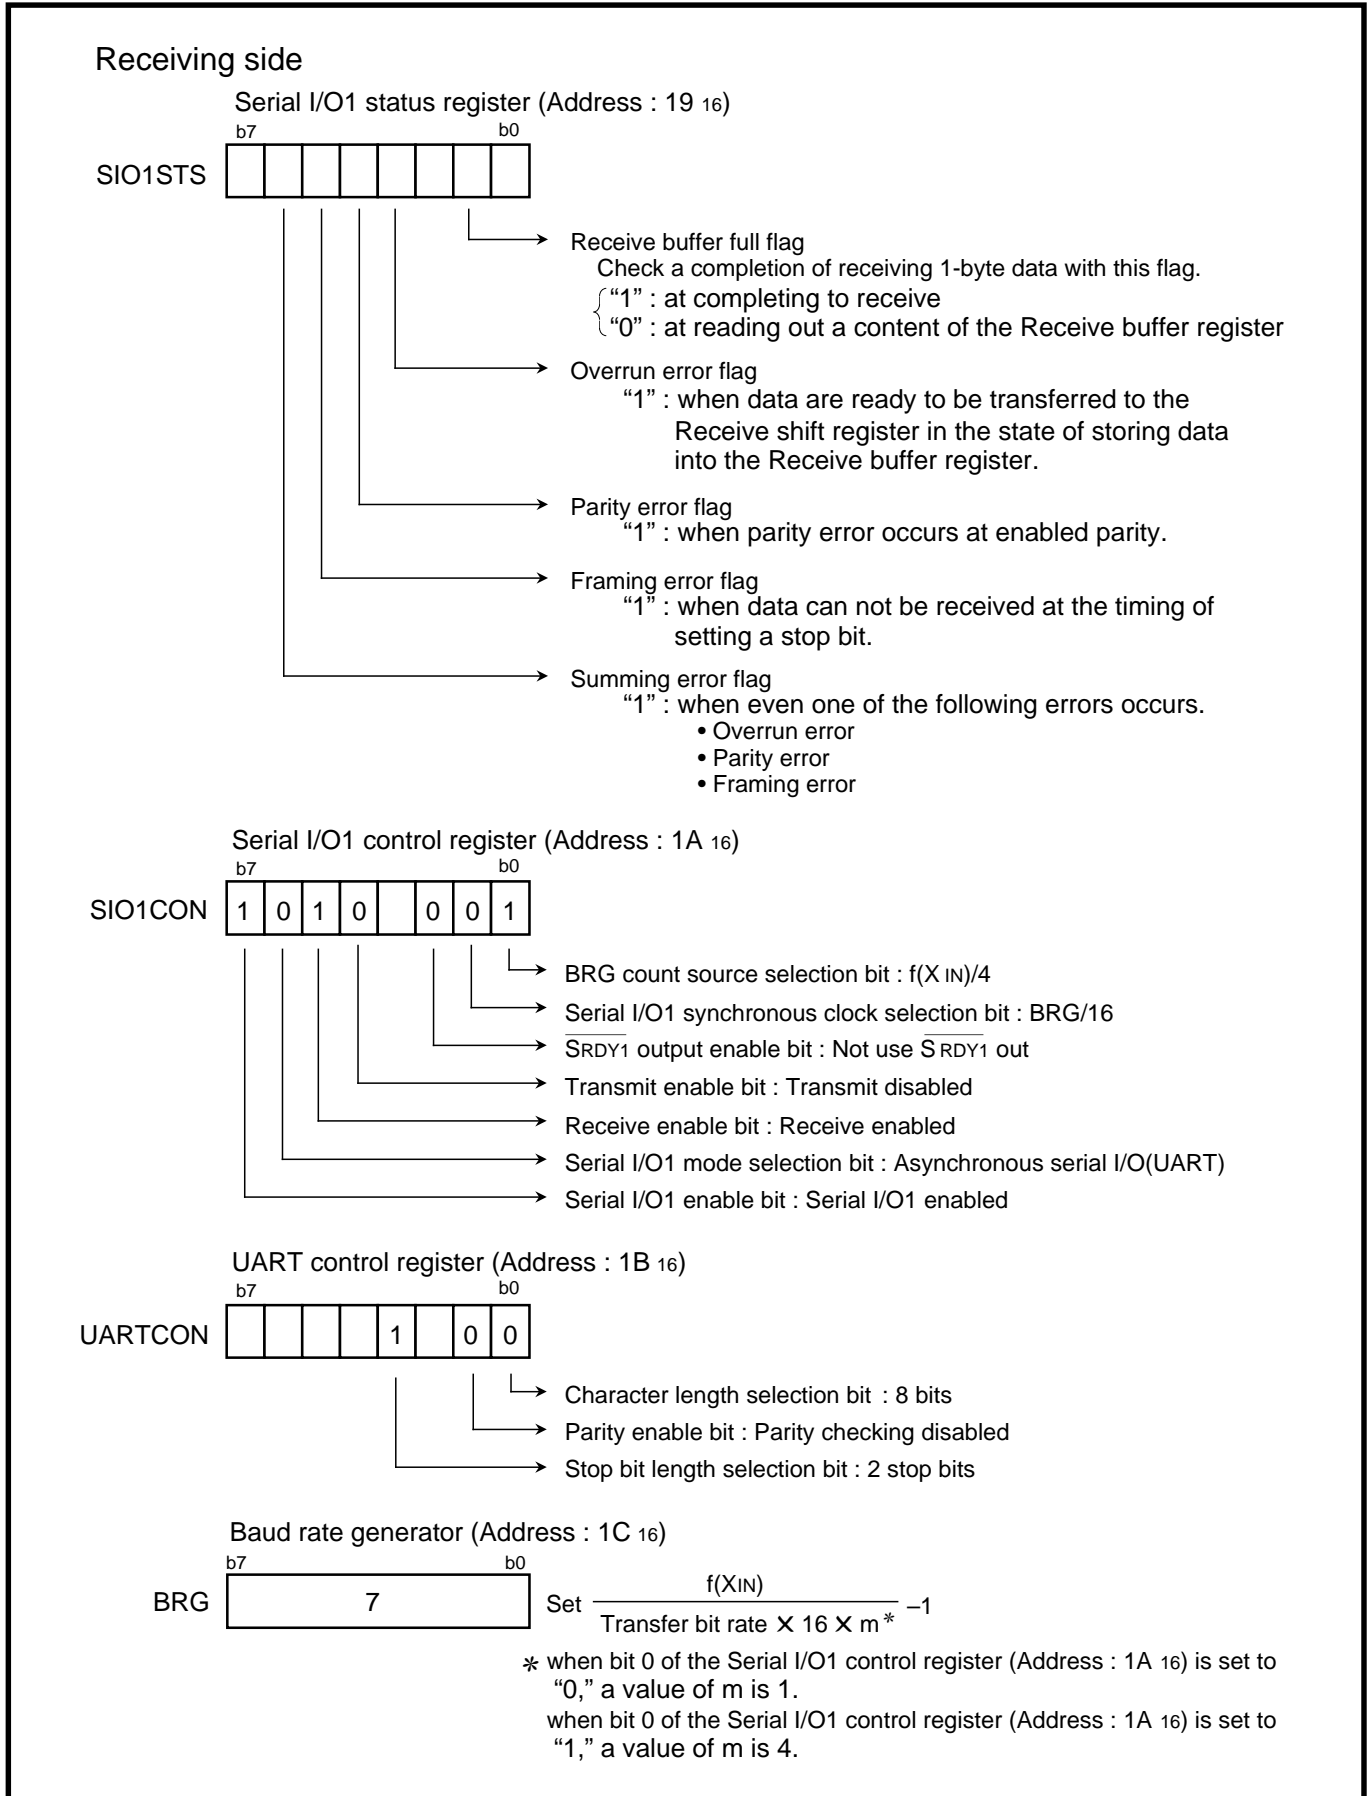 Receiving side
Serial I/O1 status register (Address : 19 16)
b7 b0
SIO1STS
Receive buffer full flag
Check a completion of receiving 1-byte data with this flag.
“1” : at completing to receive
“0” : at reading out a content of the Receive buffer register
Overrun error flag
“1” : when data are ready to be transferred to the
Receive shift register in the state of storing data
into the Receive buffer register.
Parity error flag
“1” : when parity error occurs at enabled parity.
Framing error flag
“1” : when data can not be received at the timing of
setting a stop bit.
Summing error flag
“1” : when even one of the following errors occurs.
• Overrun error
• Parity error
• Framing error
Serial I/O1 control register (Address : 1A 16)
b7 b0
SIO1CON 1 0 1 0 0 0 1
BRG count source selection bit : f(X IN)/4
Serial I/O1 synchronous clock selection bit : BRG/16
SRDY1 output enable bit : Not use SRDY1 out
Transmit enable bit : Transmit disabled
Receive enable bit : Receive enabled
Serial I/O1 mode selection bit : Asynchronous serial I/O(UART)
Serial I/O1 enable bit : Serial I/O1 enabled
UART control register (Address : 1B 16)
b7 b0
UARTCON 1 0 0
Character length selection bit : 8 bits
Parity enable bit : Parity checking disabled
Stop bit length selection bit : 2 stop bits
Baud rate generator (Address : 1C 16)
b7 b0
f(XIN)
BRG 7 Set –1
Transfer bit rate ✕ 16 ✕ m*
* when bit 0 of the Serial I/O1 control register (Address : 1A 16) is set to
“0,” a value of m is 1.
when bit 0 of the Serial I/O1 control register (Address : 1A 16) is set to
“1,” a value of m is 4.